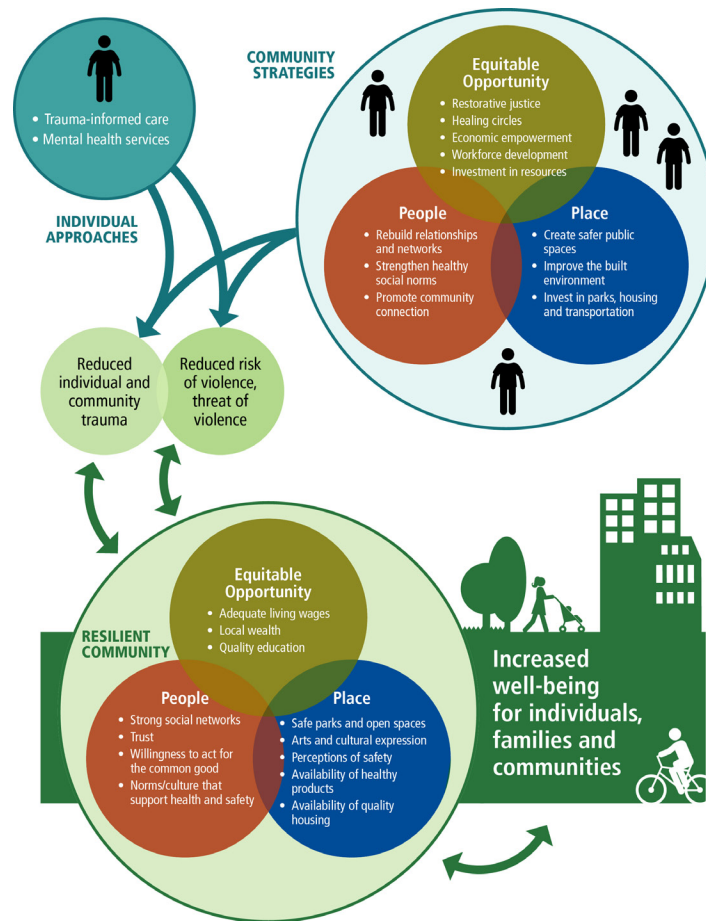 • Trauma-informed care
• Mental health services
INDIVIDUAL
APPROACHES
COMMUNITY
STRATEGIES
Equitable
Opportunity
• Restorative justice
• Healing circles
• Economic empowerment
• Workforce development
• Investment in resources
People
• Rebuild relationships
and networks
• Strengthen healthy
social norms
• Promote community
connection
Place
• Create safer public
spaces
• Improve the built
environment
• Invest in parks, housing
and transportation
Reduced
individual and
community
trauma
Reduced risk
of violence,
threat of
violence
RESILIENT
COMMUNITY
Equitable
Opportunity
• Adequate living wages
• Local wealth
• Quality education
People
• Strong social networks
• Trust
• Willingness to act for
the common good
• Norms/culture that
support health and safety
Place
• Safe parks and open spaces
• Arts and cultural expression
• Perceptions of safety
• Availability of healthy
products
• Availability of quality
housing
Increased
well-being
for individuals,
families and
communities